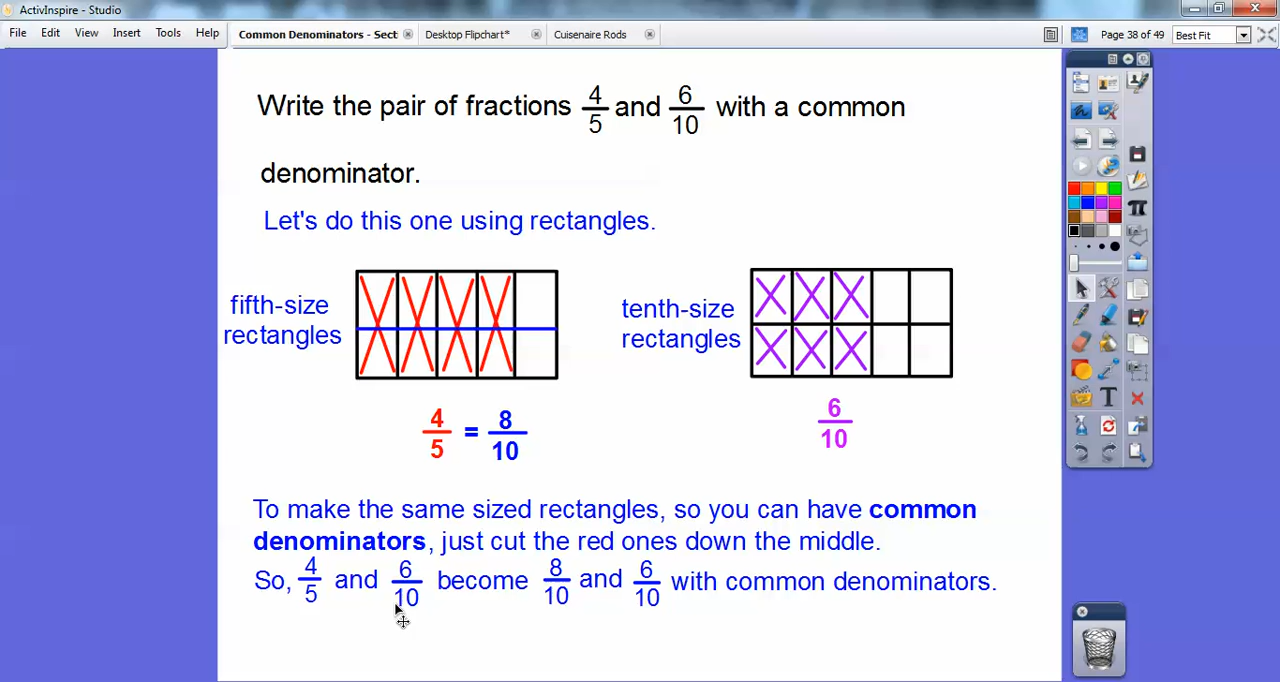 ActivInspire - Studio
File Edit View Insert Tools Help
Common Denominators - Sect Desktop Flipchart* Cuisenaire Rods
Page 38 of 49 Best Fit
Write the pair of fractions 4/5 and 6/10 with a common
denominator.
Let's do this one using rectangles.
fifth-size
rectangles
tenth-size
rectangles
4/5 = 8/10
6/10
To make the same sized rectangles, so you can have common
denominators, just cut the red ones down the middle.
So, 4/5 and 6/10 become 8/10 and 6/10 with common denominators.